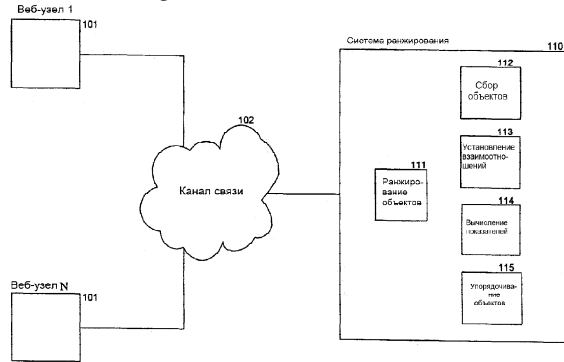 Веб-узел 1
101
Система ранжирования
110
112
Сбор
объектов
102
113
Установление
взаимоотно-
шений
111
Канал связи
Ранжиро-
вание
объектов
114
Вычисление
показателей
Веб-узел N
101
115
Упорядочива-
ние
объектов